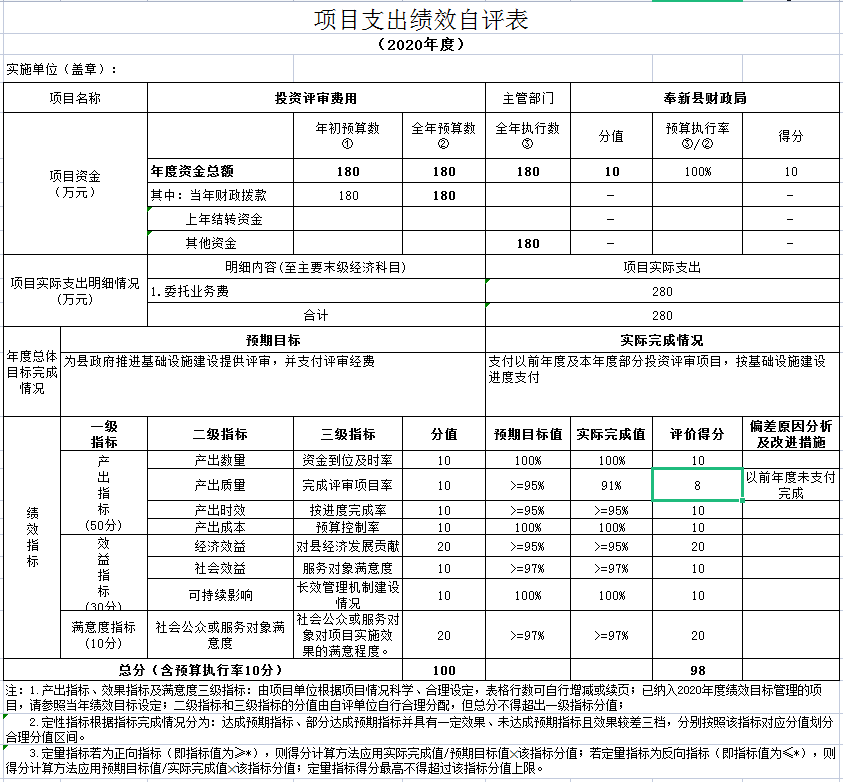 项目支出绩效自评表
（2020年度）
实施单位（盖章）：
项目名称 投资评审费用 主管部门 奉新县财政局
项目资金
（万元）
年初预算数
①
全年预算数
②
全年执行数
③
分值
预算执行率
③/②
得分
年度资金总额 180 180 180 10 100% 10
其中：当年财政拨款 180 180 － －
上年结转资金 － －
其他资金 180 － －
项目实际支出明细情况
(万元)
明细内容(至主要末级经济科目) 项目实际支出
1.委托业务费 280
合计 280
年度总体
目标完成
情况
预期目标 实际完成情况
为县政府推进基础设施建设提供评审，并支付评审经费
支付以前年度及本年度部分投资评审项目，按基础设施建设
进度支付
绩效指标
一级
指标
二级指标 三级指标 分值 预期目标值 实际完成值 评价得分
偏差原因分析
及改进措施
产出指标
(50分)
产出数量 资金到位及时率 10 100% 100% 10
产出质量 完成评审项目率 10 >=95% 91% 8
以前年度未支付
完成
产出时效 按进度完成率 10 >=95% >=95% 10
产出成本 预算控制率 10 100% 100% 10
效益指标
(30分)
经济效益 对县经济发展贡献 20 >=95% >=95% 20
社会效益 服务对象满意度 10 >=97% >=97% 10
可持续影响
长效管理机制建设
情况
10 100% 100% 10
满意度指标
(10分)
社会公众或服务对象满
意度
社会公众或服务对
象对项目实施效
果的满意程度。
20 >=97% >=97% 20
总分（含预算执行率10分） 100 98
注：1.产出指标、效果指标及满意度三级指标：由项目单位根据项目情况科学、合理设定，表格行数可自行增减或续页；已纳入2020年度绩效目标管理的项
目，请参照当年绩效目标设定；二级指标和三级指标的分值由自评单位自行合理分配，但总分不得超出一级指标分值；
2.定性指标根据指标完成情况分为：达成预期指标、部分达成预期指标并具有一定效果、未达成预期指标且效果较差三档，分别按照该指标对应分值划分
合理分值区间。
3.定量指标若为正向指标（即指标值为≥*），则得分计算方法应用实际完成值/预期目标值×该指标分值；若定量指标为反向指标（即指标值为≤*），则
得分计算方法应用预期目标值/实际完成值×该指标分值；定量指标得分最高不得超过该指标分值上限。